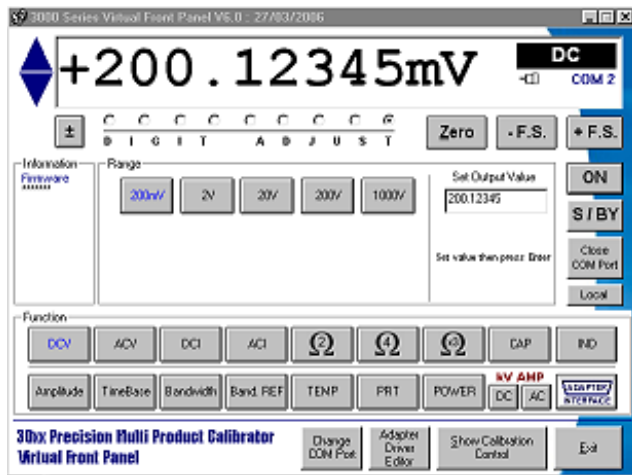 3000 Series Virtual Front Panel V6.0 : 27/03/2006
+200.12345mV
DC
COM 2
±
DIGIT ADJUST
Zero
- F.S.
+ F.S.
Information
Firmware
Range
200mV
2V
20V
200V
1000V
Set Output Value
200.12345
Set value then press Enter
ON
S / BY
Close
COM Port
Local
Function
DCV
ACV
DCI
ACI
Ω2
Ω4
CAP
IND
Amplitude
TimeBase
Bandwidth
Band. REF
TEMP
PRT
POWER
kV AMP
DC
AC
ADAPTER/
INTERFACE
30xx Precision Multi Product Calibrator
Virtual Front Panel
Change
COM Port
Adapter
Driver
Editor
Show Calibration
Control
Exit